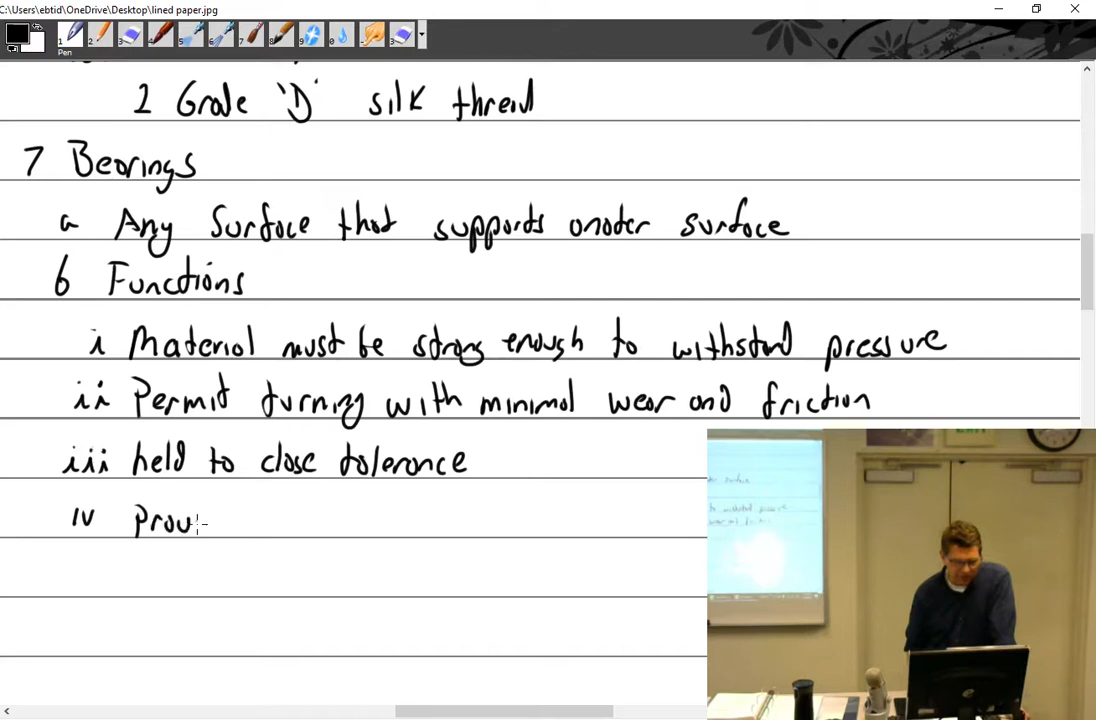 C:\Users\ebtid\OneDrive\Desktop\lined paper.jpg
Pen
2 Grade 'D' silk thread
7 Bearings
a Any Surface that supports anoter surface
b Functions
i Material must be strong enough to withstand pressure
ii Permit turning with minimal wear and friction
iii held to close tolerance
iv Prov